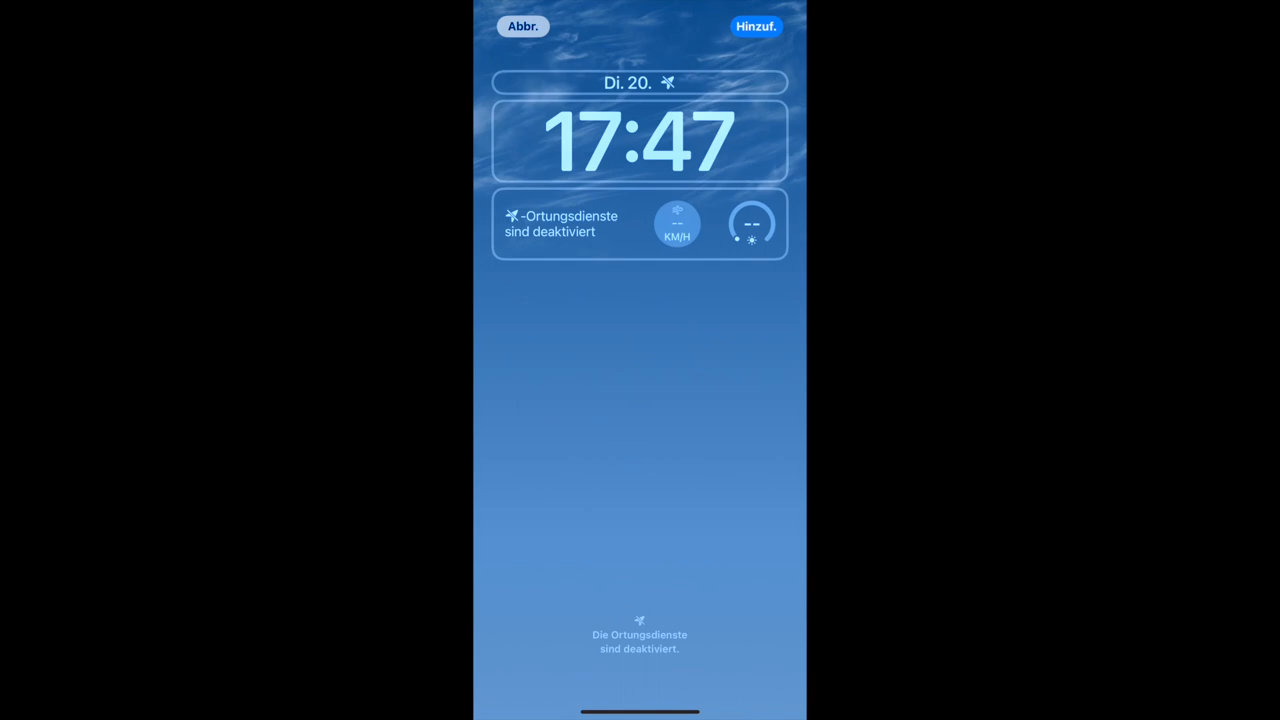 Abbr.
Hinzuf.
Di. 20.
17:47
-Ortungsdienste
sind deaktiviert
--
KM/H
--
Die Ortungsdienste
sind deaktiviert.